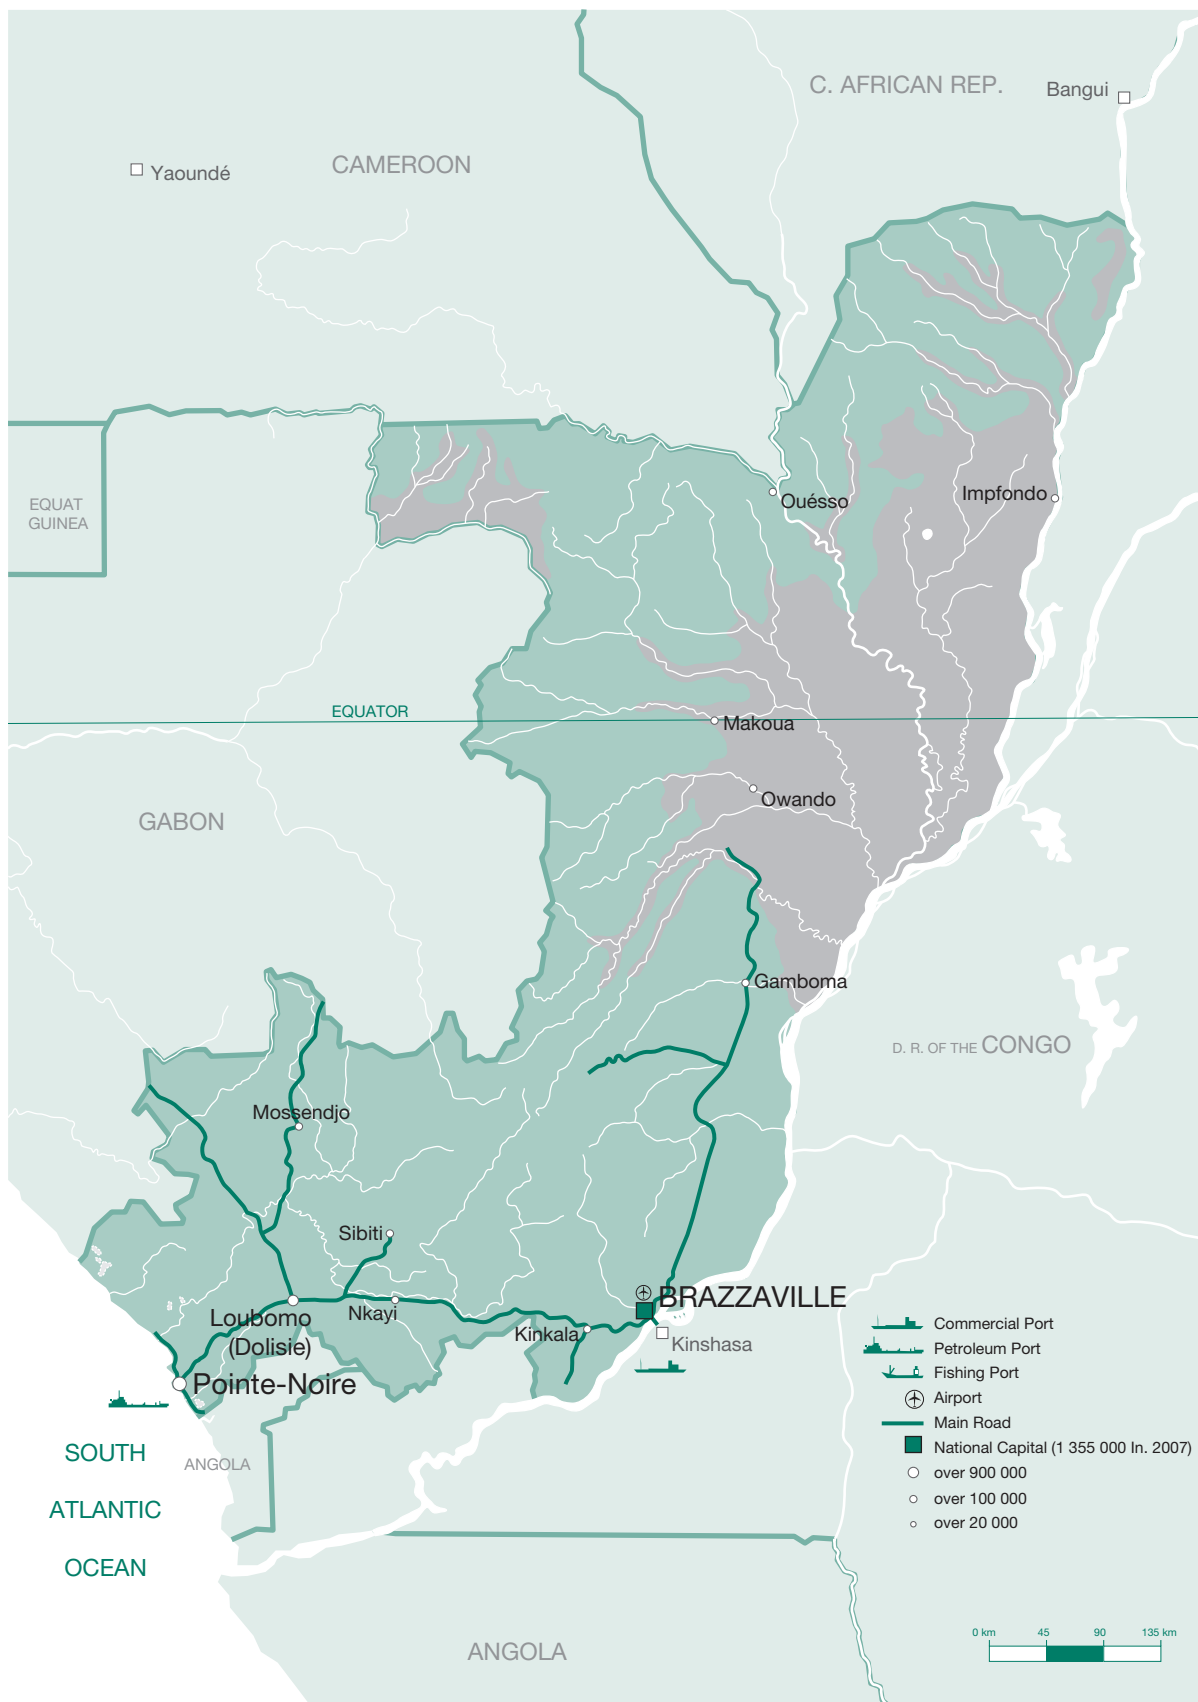 C. AFRICAN REP.
Bangui
Yaoundé
CAMEROON
EQUAT
GUINEA
Ouésso
Impfondo
EQUATOR
Makoua
Owando
GABON
Gamboma
D. R. OF THE CONGO
Mossendjo
Sibiti
BRAZZAVILLE
Nkayi
Loubomo
(Dolisie)
Kinkala
Kinshasa
Pointe-Noire
Commercial Port
Petroleum Port
Fishing Port
Airport
Main Road
National Capital (1 355 000 In. 2007)
over 900 000
over 100 000
over 20 000
SOUTH
ATLANTIC
OCEAN
ANGOLA
ANGOLA
0 km 45 90 135 km